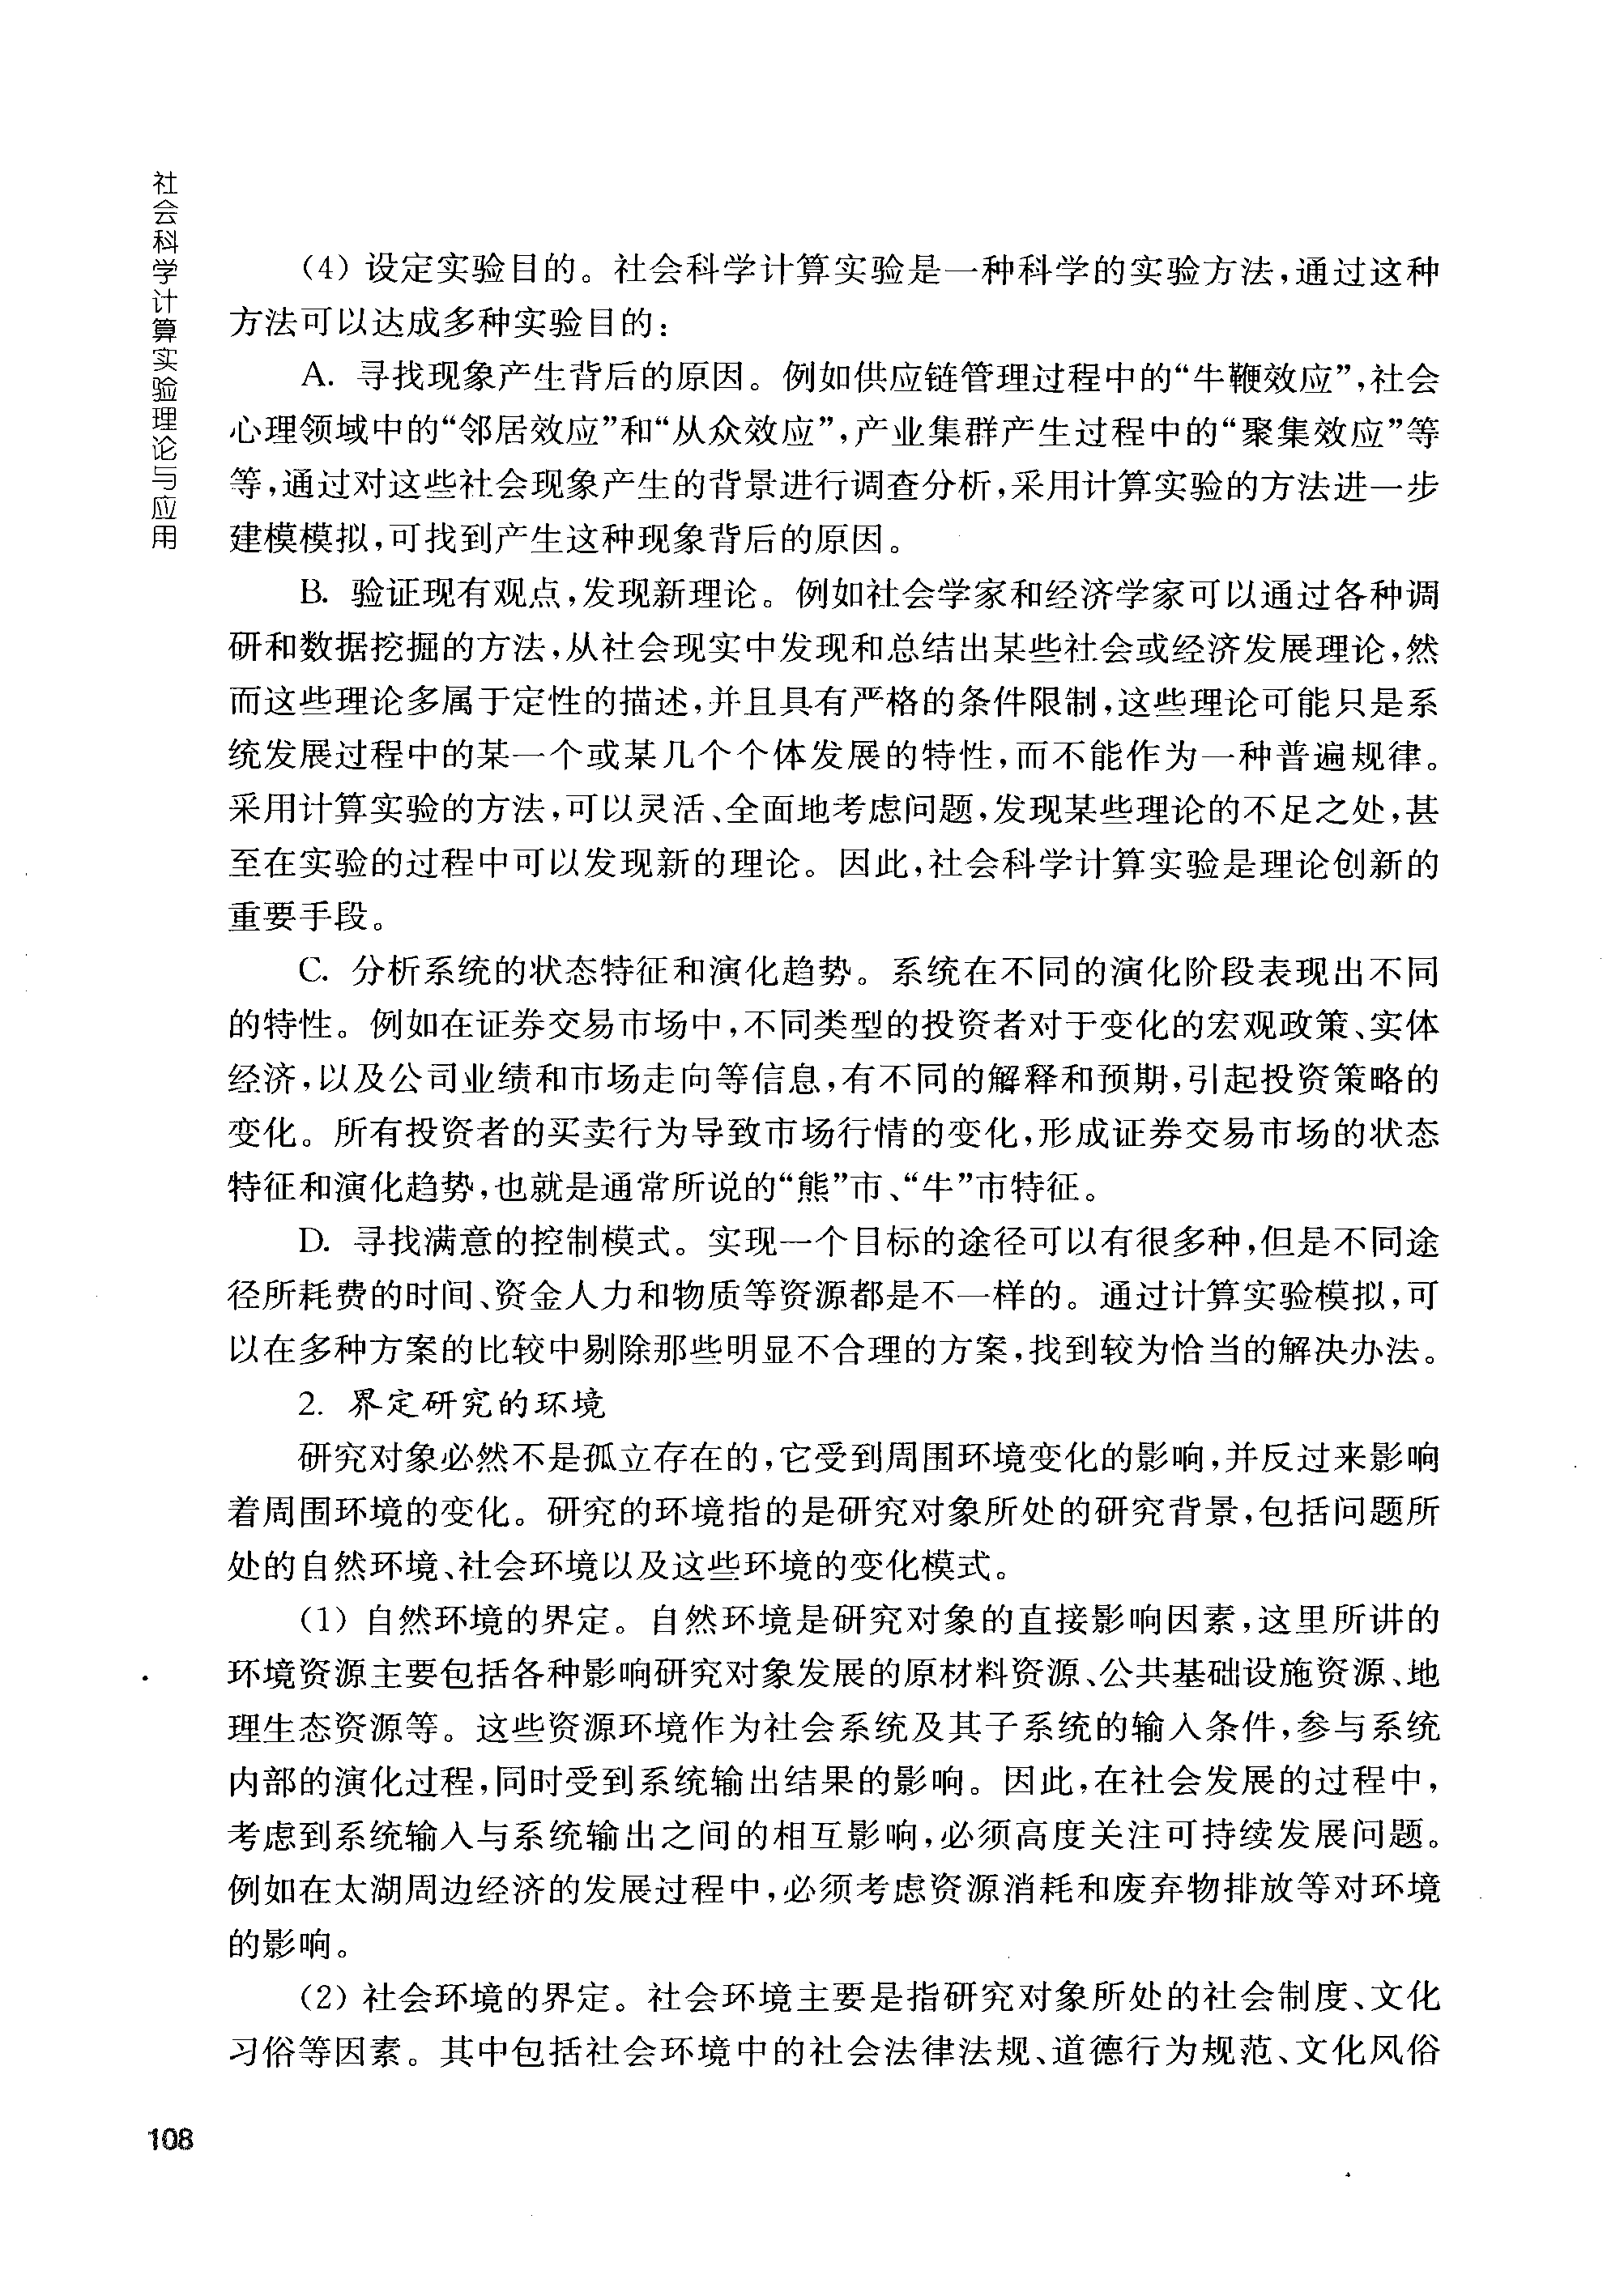 社会科学计算实验理论与应用
(4) 设定实验目的。社会科学计算实验是一种科学的实验方法,通过这种
方法可以达成多种实验目的:
A. 寻找现象产生背后的原因。例如供应链管理过程中的“牛鞭效应”,社会
心理领域中的“邻居效应”和“从众效应”,产业集群产生过程中的“聚集效应”等
等,通过对这些社会现象产生的背景进行调查分析,采用计算实验的方法进一步
建模模拟,可找到产生这种现象背后的原因。
B. 验证现有观点,发现新理论。例如社会学家和经济学家可以通过各种调
研和数据挖掘的方法,从社会现实中发现和总结出某些社会或经济发展理论,然
而这些理论多属于定性的描述,并且具有严格的条件限制,这些理论可能只是系
统发展过程中的某一个或某几个个体发展的特性,而不能作为一种普遍规律。
采用计算实验的方法,可以灵活、全面地考虑问题,发现某些理论的不足之处,甚
至在实验的过程中可以发现新的理论。因此,社会科学计算实验是理论创新的
重要手段。
C. 分析系统的状态特征和演化趋势。系统在不同的演化阶段表现出不同
的特性。例如在证券交易市场中,不同类型的投资者对于变化的宏观政策、实体
经济,以及公司业绩和市场走向等信息,有不同的解释和预期,引起投资策略的
变化。所有投资者的买卖行为导致市场行情的变化,形成证券交易市场的状态
特征和演化趋势,也就是通常所说的“熊”市、“牛”市特征。
D. 寻找满意的控制模式。实现一个目标的途径可以有很多种,但是不同途
径所耗费的时间、资金人力和物质等资源都是不一样的。通过计算实验模拟,可
以在多种方案的比较中剔除那些明显不合理的方案,找到较为恰当的解决办法。
2. 界定研究的环境
研究对象必然不是孤立存在的,它受到周围环境变化的影响,并反过来影响
着周围环境的变化。研究的环境指的是研究对象所处的研究背景,包括问题所
处的自然环境、社会环境以及这些环境的变化模式。
(1) 自然环境的界定。自然环境是研究对象的直接影响因素,这里所讲的
环境资源主要包括各种影响研究对象发展的原材料资源、公共基础设施资源、地
理生态资源等。这些资源环境作为社会系统及其子系统的输入条件,参与系统
内部的演化过程,同时受到系统输出结果的影响。因此,在社会发展的过程中,
考虑到系统输入与系统输出之间的相互影响,必须高度关注可持续发展问题。
例如在太湖周边经济的发展过程中,必须考虑资源消耗和废弃物排放等对环境
的影响。
(2) 社会环境的界定。社会环境主要是指研究对象所处的社会制度、文化
习俗等因素。其中包括社会环境中的社会法律法规、道德行为规范、文化风俗
108